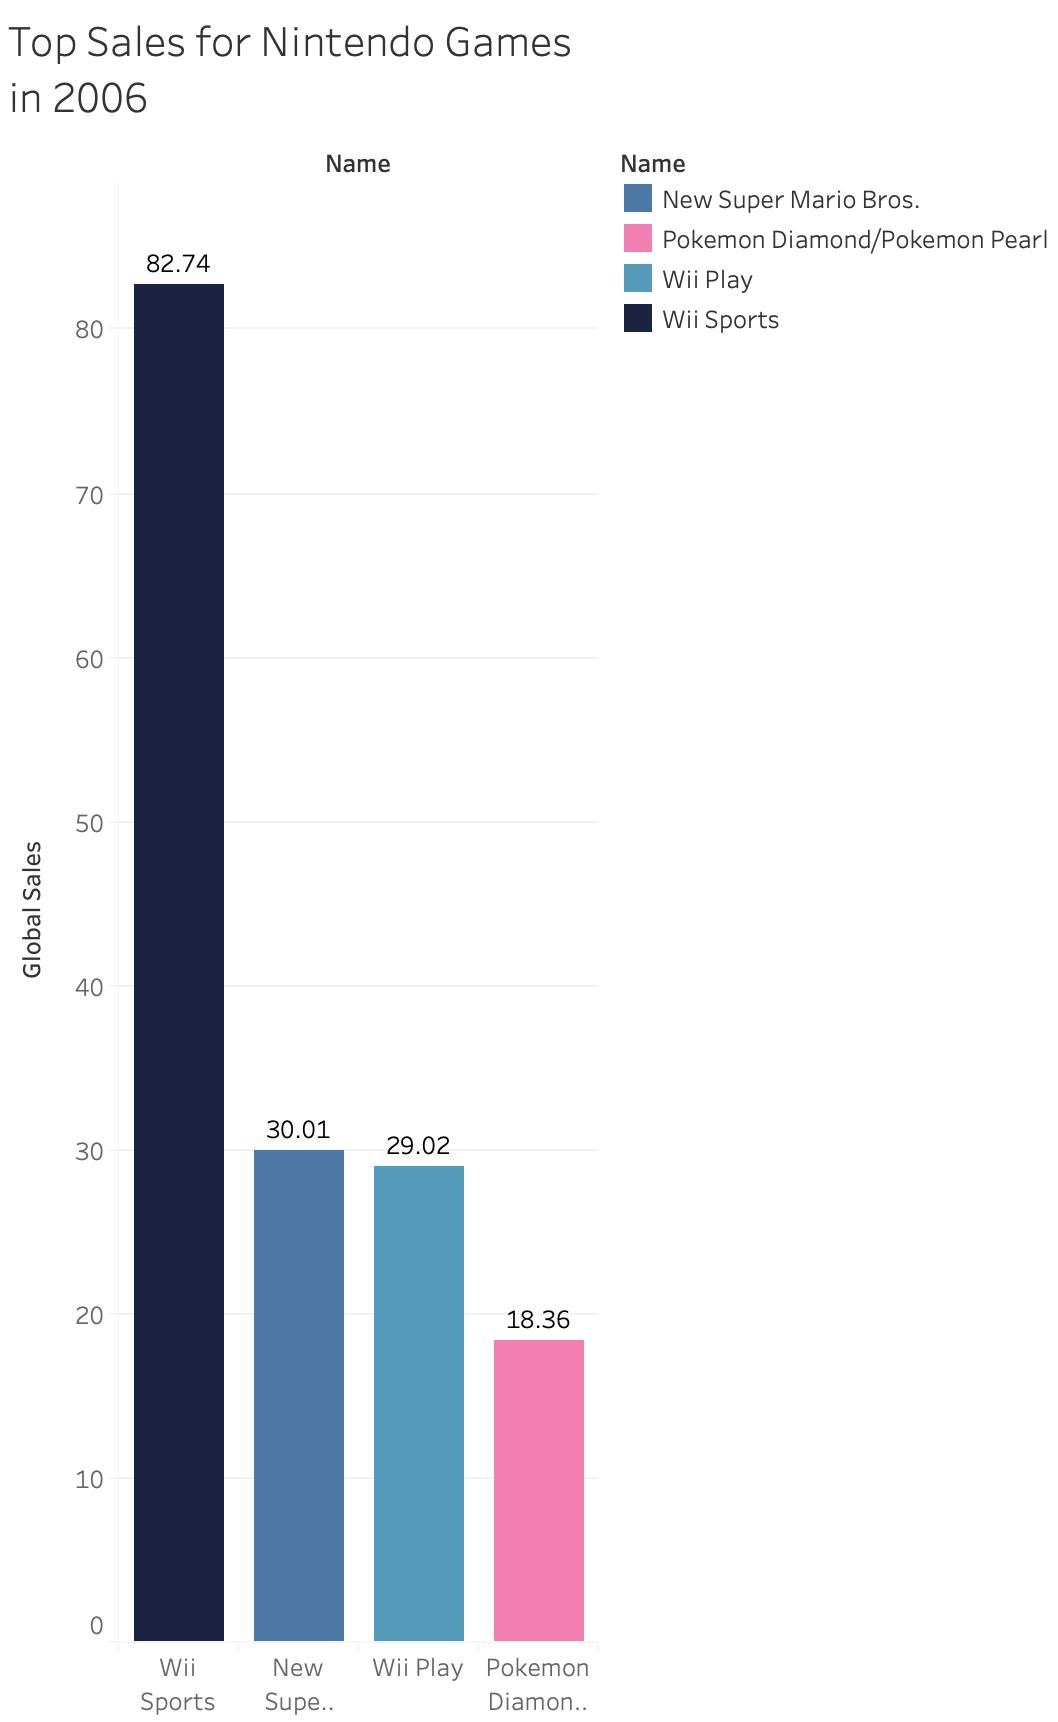 Top Sales for Nintendo Games
in 2006
Name
Name
New Super Mario Bros.
Pokemon Diamond/Pokemon Pearl
Wii Play
Wii Sports
82.74
80
70
60
50
40
30
20
10
0
Global Sales
30.01
29.02
18.36
Wii
Sports
New
Supe..
Wii Play
Pokemon
Diamon..